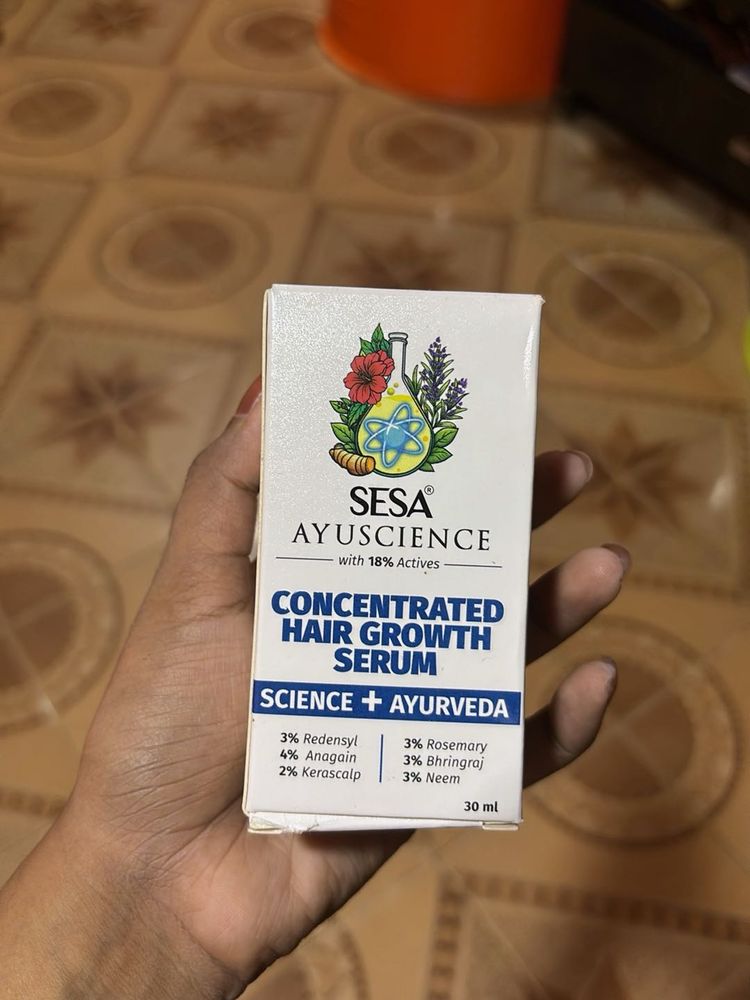 SESA®
AYUSCIENCE
with 18% Actives
CONCENTRATED
HAIR GROWTH
SERUM
SCIENCE + AYURVEDA
3% Redensyl
4% Anagain
2% Kerascalp
3% Rosemary
3% Bhringraj
3% Neem
30 ml